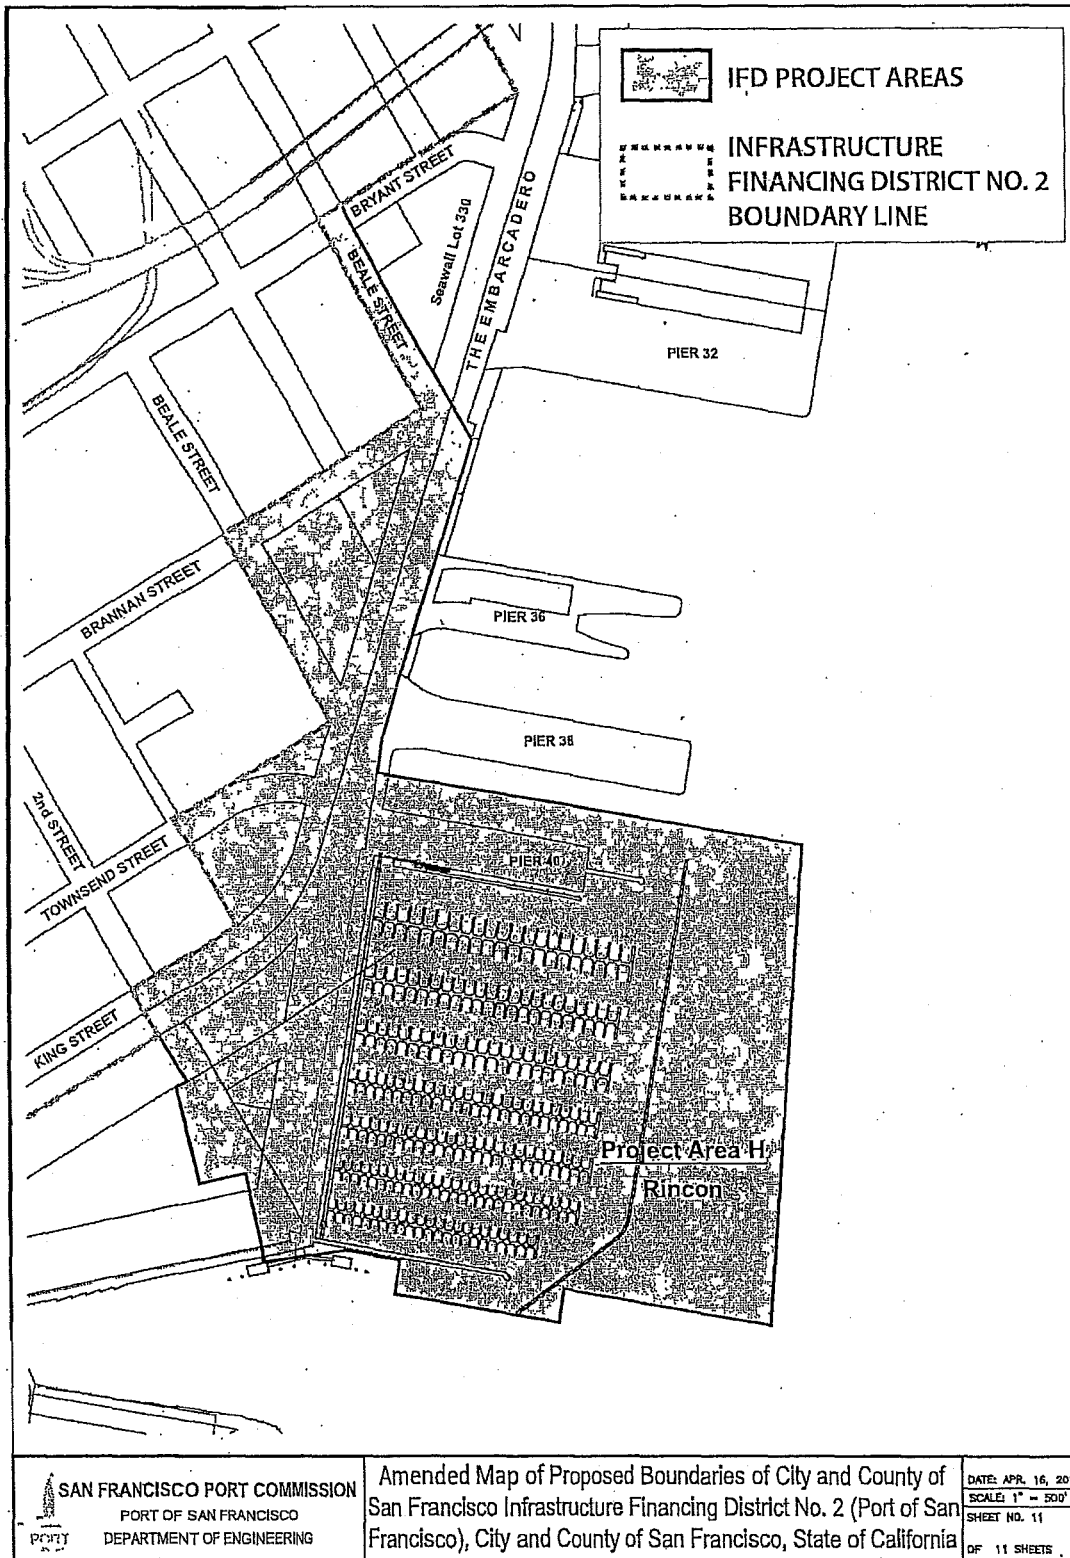 IFD PROJECT AREAS
INFRASTRUCTURE
FINANCING DISTRICT NO. 2
BOUNDARY LINE
BRYANT STREET
BEALE STREET
Seawall Lot 330
THE EMBARCADERO
PIER 32
BEALE STREET
BRANNAN STREET
PIER 36
PIER 38
2nd STREET
TOWNSEND STREET
PIER 40
KING STREET
Project Area H
Rincon
SAN FRANCISCO PORT COMMISSION
PORT OF SAN FRANCISCO
DEPARTMENT OF ENGINEERING
PORT
Amended Map of Proposed Boundaries of City and County of
San Francisco Infrastructure Financing District No. 2 (Port of San
Francisco), City and County of San Francisco, State of California
DATE: APR. 16, 20
SCALE: 1" = 500'
SHEET NO. 11
OF 11 SHEETS